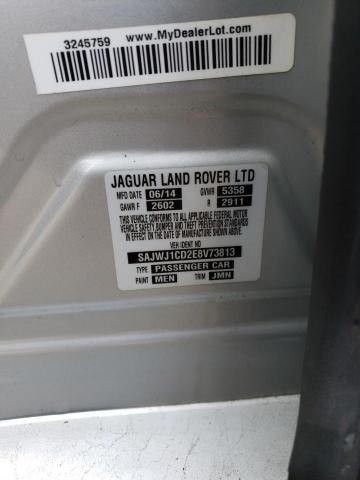 3245759 www.MyDealerLot.com
JAGUAR LAND ROVER LTD
MFD DATE 06/14 GVWR 5358
GAWR F 2602 R 2911
THIS VEHICLE CONFORMS TO ALL APPLICABLE FEDERAL MOTOR
VEHICLE SAFETY, BUMPER AND THEFT PREVENTION STANDARDS IN
EFFECT ON THE DATE OF MANUFACTURE SHOWN ABOVE.
VEH IDENT NO
SAJWJ1CD2E8V73813
TYPE PASSENGER CAR
PAINT MEN TRIM JMN